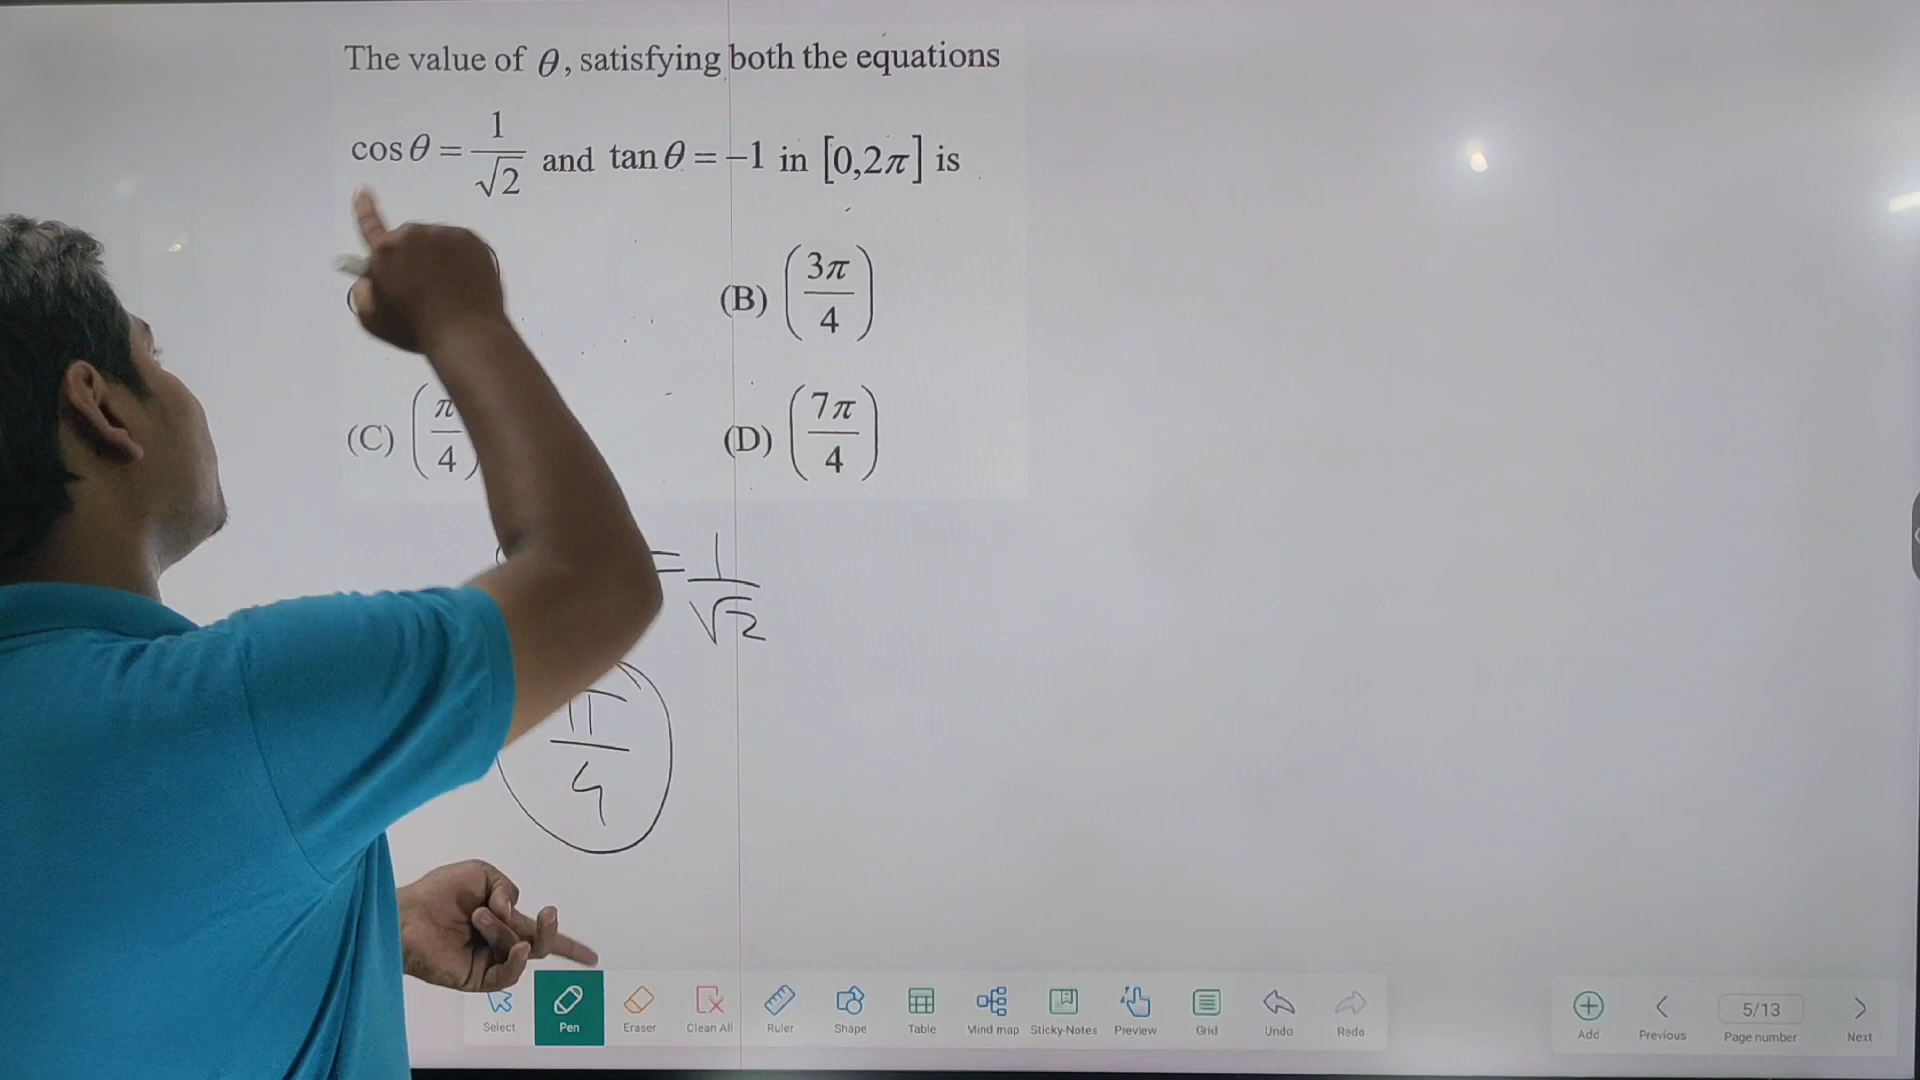 The value of θ, satisfying both the equations
cos θ = 1/√2 and tan θ = −1 in [0,2π] is
(B) (3π/4)
(C) (π/4)
(D) (7π/4)
= 1/√2
π/4
Select Pen Eraser Clean All Ruler Shape Table Mind map Sticky-Notes Preview Grid Undo Redo
Add Previous 5/13 Page number Next